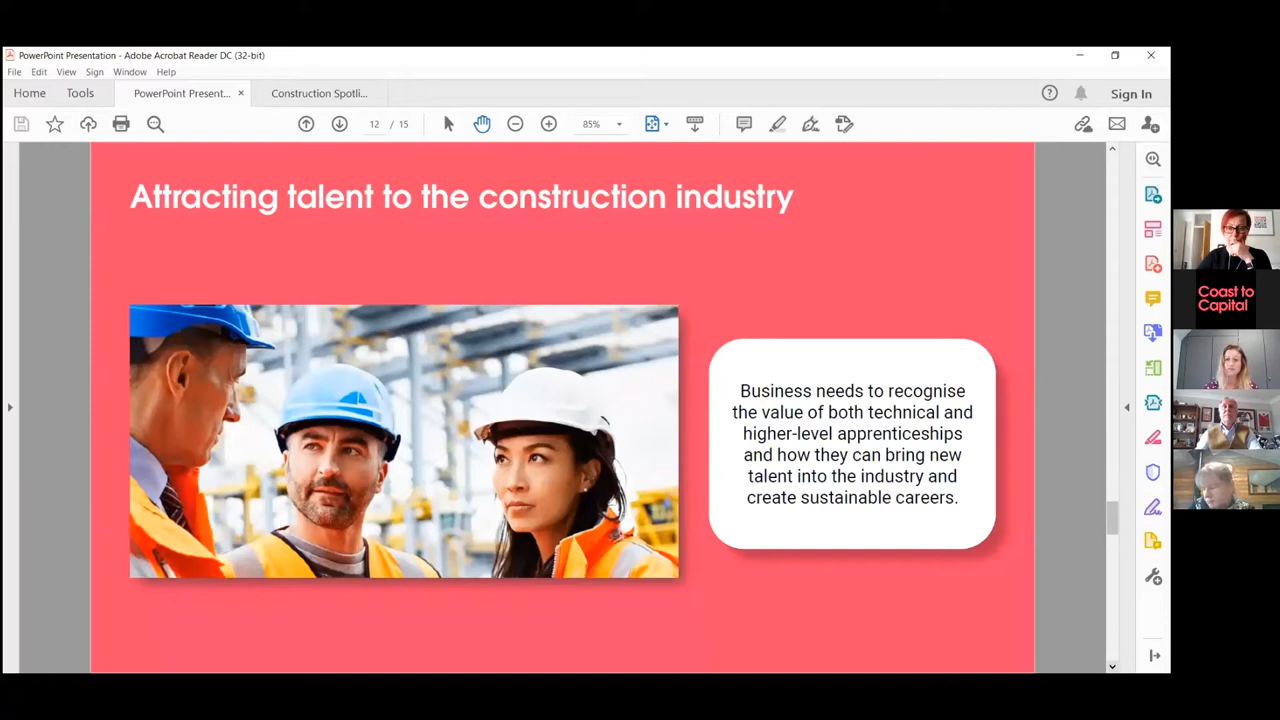 PowerPoint Presentation - Adobe Acrobat Reader DC (32-bit)
File Edit View Sign Window Help
Home Tools PowerPoint Present... × Construction Spotli... Sign In
12 / 15 85%
Attracting talent to the construction industry
Business needs to recognise
the value of both technical and
higher-level apprenticeships
and how they can bring new
talent into the industry and
create sustainable careers.
Coast to
Capital